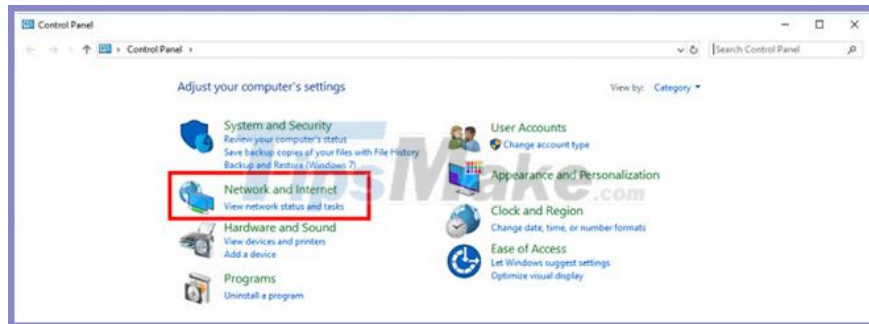 Control Panel
Control Panel
Search Control Panel
Adjust your computer's settings
View by: Category
System and Security
Review your computer's status
Save backup copies of your files with File History
Backup and Restore (Windows 7)
Network and Internet
View network status and tasks
Hardware and Sound
View devices and printers
Add a device
Programs
Uninstall a program
User Accounts
Change account type
Appearance and Personalization
Clock and Region
Change date, time, or number formats
Ease of Access
Let Windows suggest settings
Optimize visual display
TipsMake.com